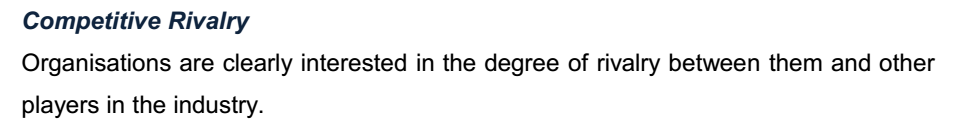 Competitive Rivalry
Organisations are clearly interested in the degree of rivalry between them and other
players in the industry.